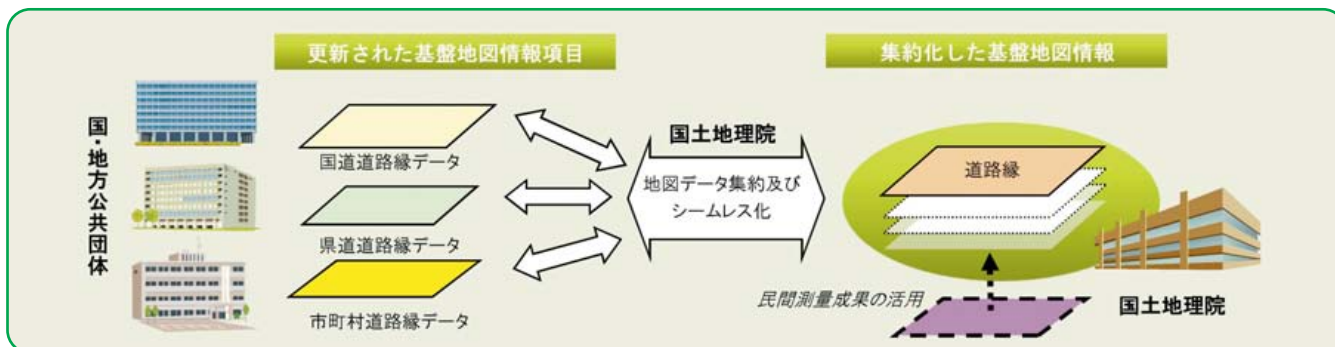 更新された基盤地図情報項目
集約化した基盤地図情報
国・地方公共団体
国道道路縁データ
県道道路縁データ
市町村道路縁データ
国土地理院
地図データ集約及び
シームレス化
道路縁
民間測量成果の活用
国土地理院